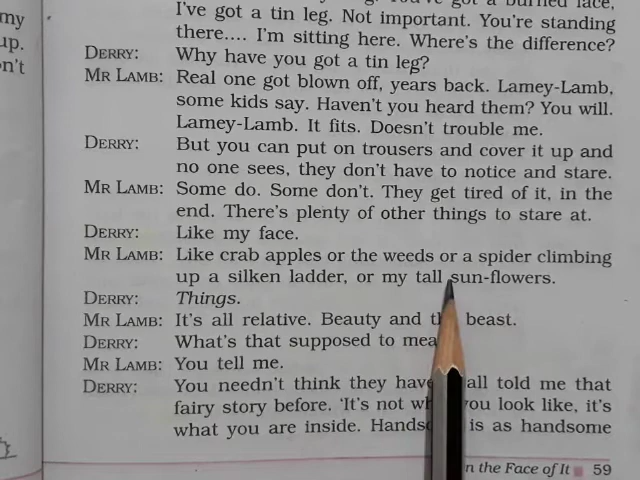 my
up.
n't
I've got a tin leg. Not important. You're standing
there.... I'm sitting here. Where's the difference?
DERRY: Why have you got a tin leg?
MR LAMB: Real one got blown off, years back. Lamey-Lamb,
some kids say. Haven't you heard them? You will.
Lamey-Lamb. It fits. Doesn't trouble me.
DERRY: But you can put on trousers and cover it up and
no one sees, they don't have to notice and stare.
MR LAMB: Some do. Some don't. They get tired of it, in the
end. There's plenty of other things to stare at.
DERRY: Like my face.
MR LAMB: Like crab apples or the weeds or a spider climbing
up a silken ladder, or my tall sun-flowers.
DERRY: Things.
MR LAMB: It's all relative. Beauty and beast.
DERRY: What's that supposed to
MR LAMB: You tell me.
DERRY: You needn't think they have all told me that
fairy story before. 'It's not you look like, it's
what you are inside. is as handsome
n the Face of It 59